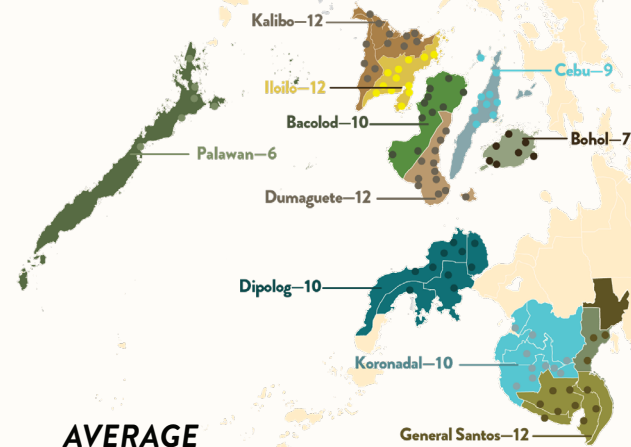 Kalibo—12
Iloilo—12
Cebu—9
Bacolod—10
Bohol—7
Palawan—6
Dumaguete—12
Dipolog—10
Koronadal—10
General Santos—12
AVERAGE